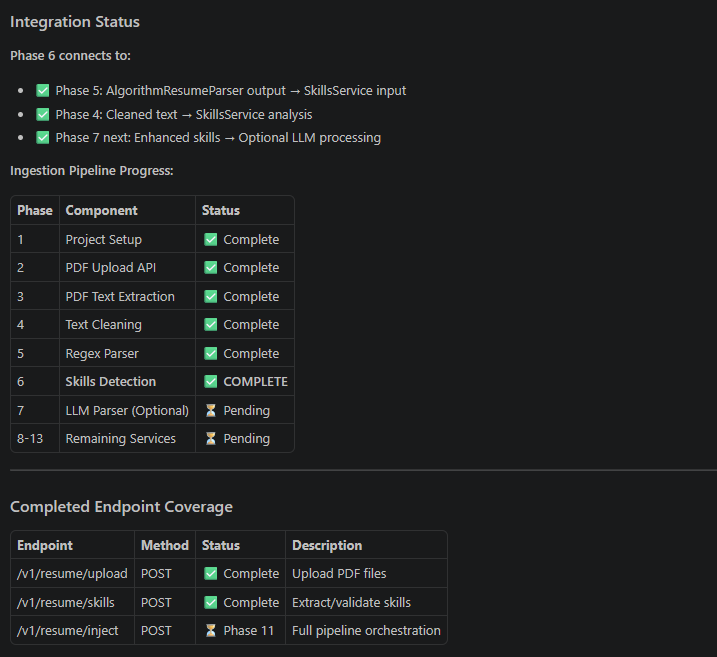 Integration Status
Phase 6 connects to:
✅ Phase 5: AlgorithmResumeParser output → SkillsService input
✅ Phase 4: Cleaned text → SkillsService analysis
✅ Phase 7 next: Enhanced skills → Optional LLM processing
Ingestion Pipeline Progress:
Phase Component Status
1 Project Setup ✅ Complete
2 PDF Upload API ✅ Complete
3 PDF Text Extraction ✅ Complete
4 Text Cleaning ✅ Complete
5 Regex Parser ✅ Complete
6 Skills Detection ✅ COMPLETE
7 LLM Parser (Optional) ⏳ Pending
8-13 Remaining Services ⏳ Pending
Completed Endpoint Coverage
Endpoint Method Status Description
/v1/resume/upload POST ✅ Complete Upload PDF files
/v1/resume/skills POST ✅ Complete Extract/validate skills
/v1/resume/inject POST ⏳ Phase 11 Full pipeline orchestration